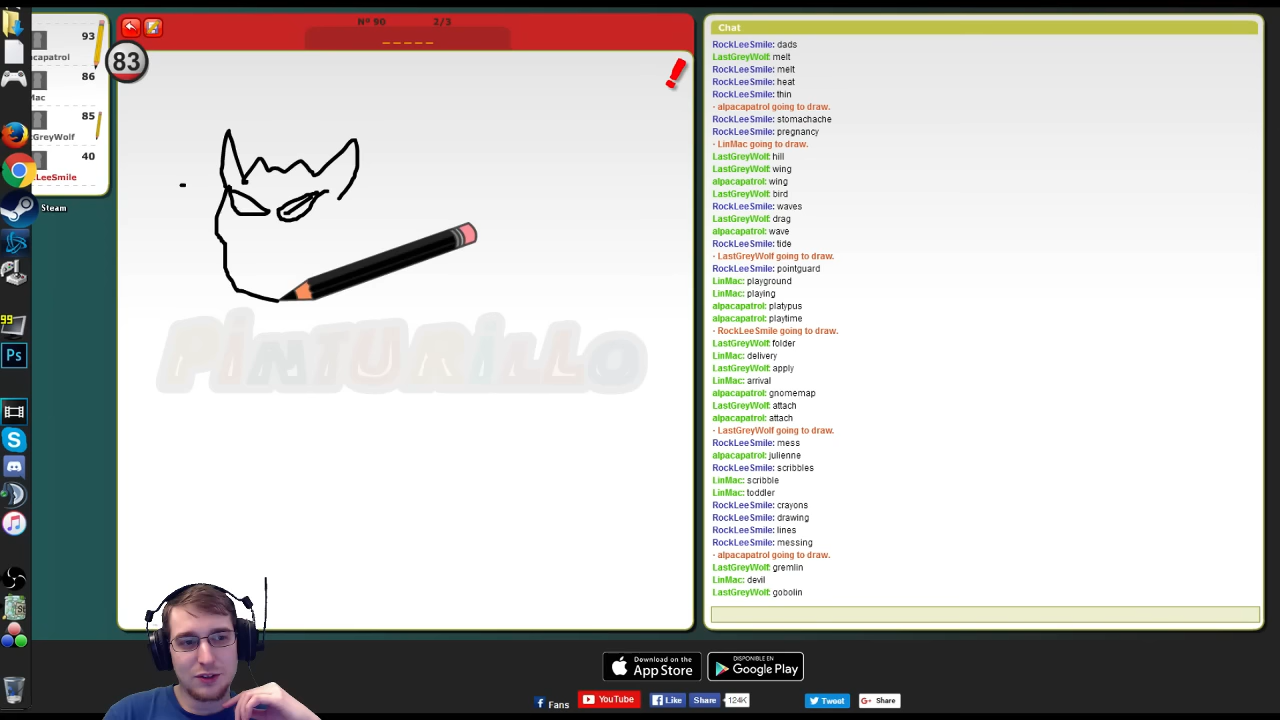 93
capatrol
86
Mac
85
GreyWolf
40
LeeSmile
Steam
99
Ps
83
Nº 90
2/3
_ _ _ _ _
PINTURILLO
Chat
RockLeeSmile: dads
LastGreyWolf: melt
RockLeeSmile: melt
RockLeeSmile: heat
RockLeeSmile: thin
· alpacapatrol going to draw.
RockLeeSmile: stomachache
RockLeeSmile: pregnancy
· LinMac going to draw.
LastGreyWolf: hill
LastGreyWolf: wing
alpacapatrol: wing
LastGreyWolf: bird
RockLeeSmile: waves
LastGreyWolf: drag
alpacapatrol: wave
RockLeeSmile: tide
· LastGreyWolf going to draw.
RockLeeSmile: pointguard
LinMac: playground
LinMac: playing
alpacapatrol: platypus
alpacapatrol: playtime
· RockLeeSmile going to draw.
LastGreyWolf: folder
LinMac: delivery
LastGreyWolf: apply
LinMac: arrival
alpacapatrol: gnomemap
LastGreyWolf: attach
alpacapatrol: attach
· LastGreyWolf going to draw.
RockLeeSmile: mess
alpacapatrol: julienne
RockLeeSmile: scribbles
LinMac: scribble
LinMac: toddler
RockLeeSmile: crayons
RockLeeSmile: drawing
RockLeeSmile: lines
RockLeeSmile: messing
· alpacapatrol going to draw.
LastGreyWolf: gremlin
LinMac: devil
LastGreyWolf: gobolin
Download on the
App Store
DISPONIBLE EN
Google Play
Fans
YouTube
Like
Share
124K
Tweet
Share